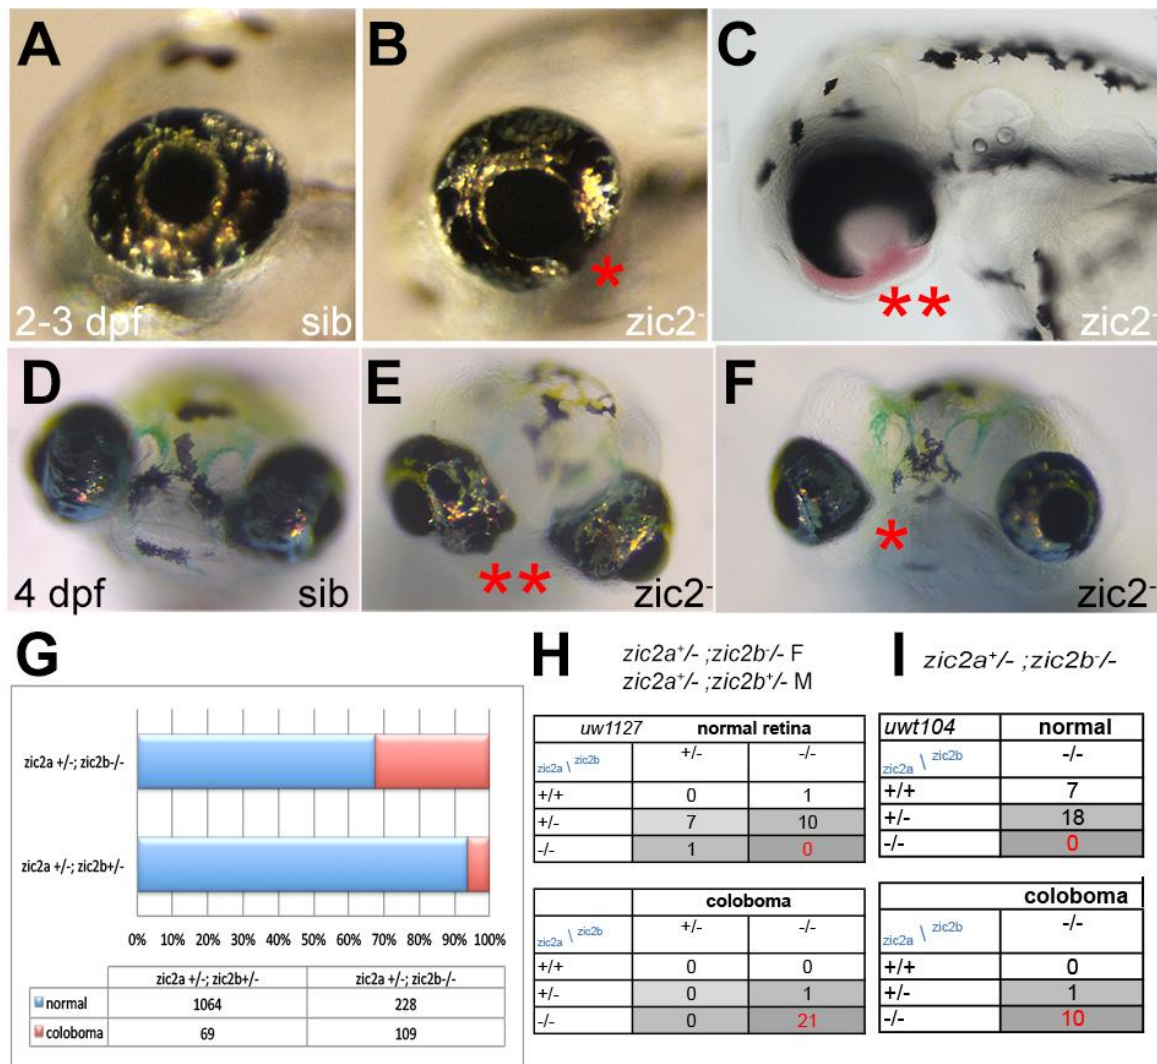 A
B
C
2-3 dpf
sib
*
zic2-
**
zic2-
D
E
F
4 dpf
sib
**
zic2-
*
zic2-
G
zic2a +/-; zic2b-/-
zic2a +/-; zic2b+/-
0% 10% 20% 30% 40% 50% 60% 70% 80% 90% 100%
zic2a +/-; zic2b+/- zic2a +/-; zic2b-/-
normal 1064 228
coloboma 69 109
H
zic2a+/- ;zic2b-/- F
zic2a+/- ;zic2b+/- M
uw1127 normal retina
zic2a \ zic2b +/- -/-
+/+ 0 1
+/- 7 10
-/- 1 0
coloboma
zic2a \ zic2b +/- -/-
+/+ 0 0
+/- 0 1
-/- 0 21
I
zic2a+/- ;zic2b-/-
uwt104 normal
zic2a \ zic2b -/-
+/+ 7
+/- 18
-/- 0
coloboma
zic2a \ zic2b -/-
+/+ 0
+/- 1
-/- 10